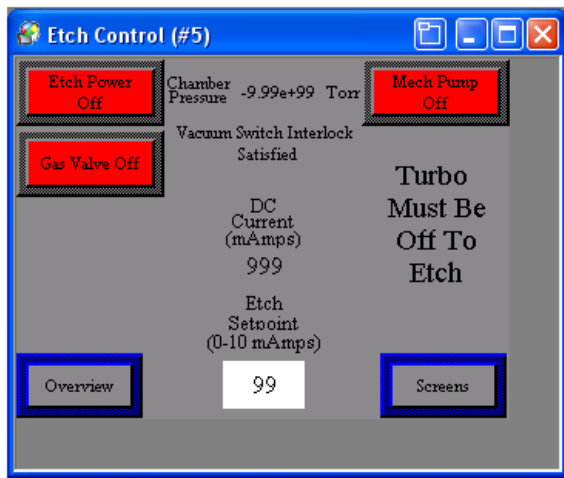 Etch Control (#5)
Etch Power
Off
Chamber
Pressure -9.99e+99 Torr
Mech Pump
Off
Gas Valve Off
Vacuum Switch Interlock
Satisfied
Turbo
Must Be
Off To
Etch
DC
Current
(mAmps)
999
Etch
Setpoint
(0-10 mAmps)
99
Overview
Screens